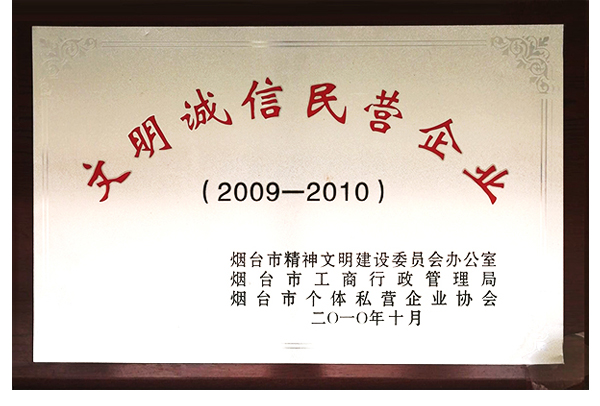 文明诚信民营企业
（2009—2010）
烟台市精神文明建设委员会办公室
烟台市工商行政管理局
烟台市个体私营企业协会
二〇一〇年十月